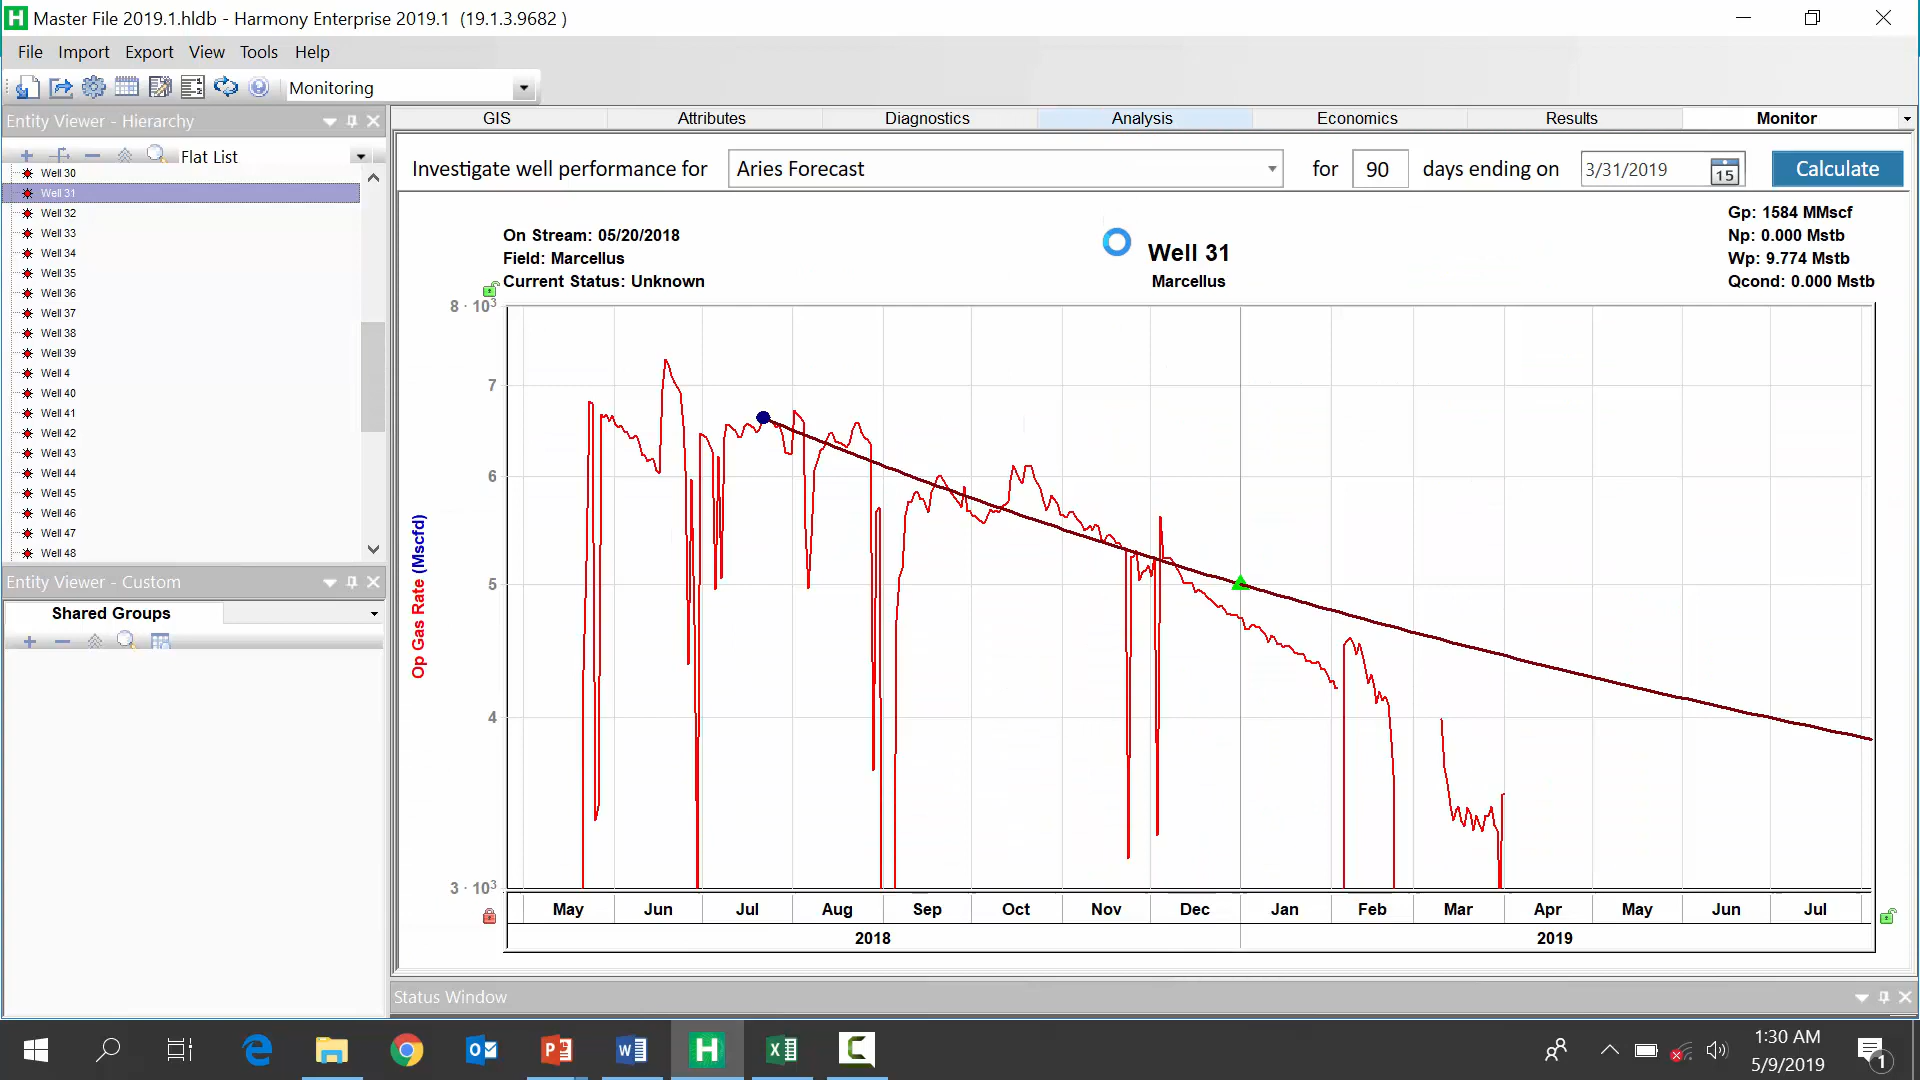 Master File 2019.1.hldb - Harmony Enterprise 2019.1 (19.1.3.9682 )
File Import Export View Tools Help
Monitoring
Entity Viewer - Hierarchy
Flat List
Well 30
Well 31
Well 32
Well 33
Well 34
Well 35
Well 36
Well 37
Well 38
Well 39
Well 4
Well 40
Well 41
Well 42
Well 43
Well 44
Well 45
Well 46
Well 47
Well 48
Entity Viewer - Custom
Shared Groups
GIS Attributes Diagnostics Analysis Economics Results Monitor
Investigate well performance for Aries Forecast for 90 days ending on 3/31/2019 15 Calculate
On Stream: 05/20/2018
Field: Marcellus
Current Status: Unknown
Well 31
Marcellus
Gp: 1584 MMscf
Np: 0.000 Mstb
Wp: 9.774 Mstb
Qcond: 0.000 Mstb
Op Gas Rate (Mscfd)
8 · 10³
7
6
5
4
3 · 10³
May Jun Jul Aug Sep Oct Nov Dec Jan Feb Mar Apr May Jun Jul
2018 2019
Status Window
1:30 AM
5/9/2019
1